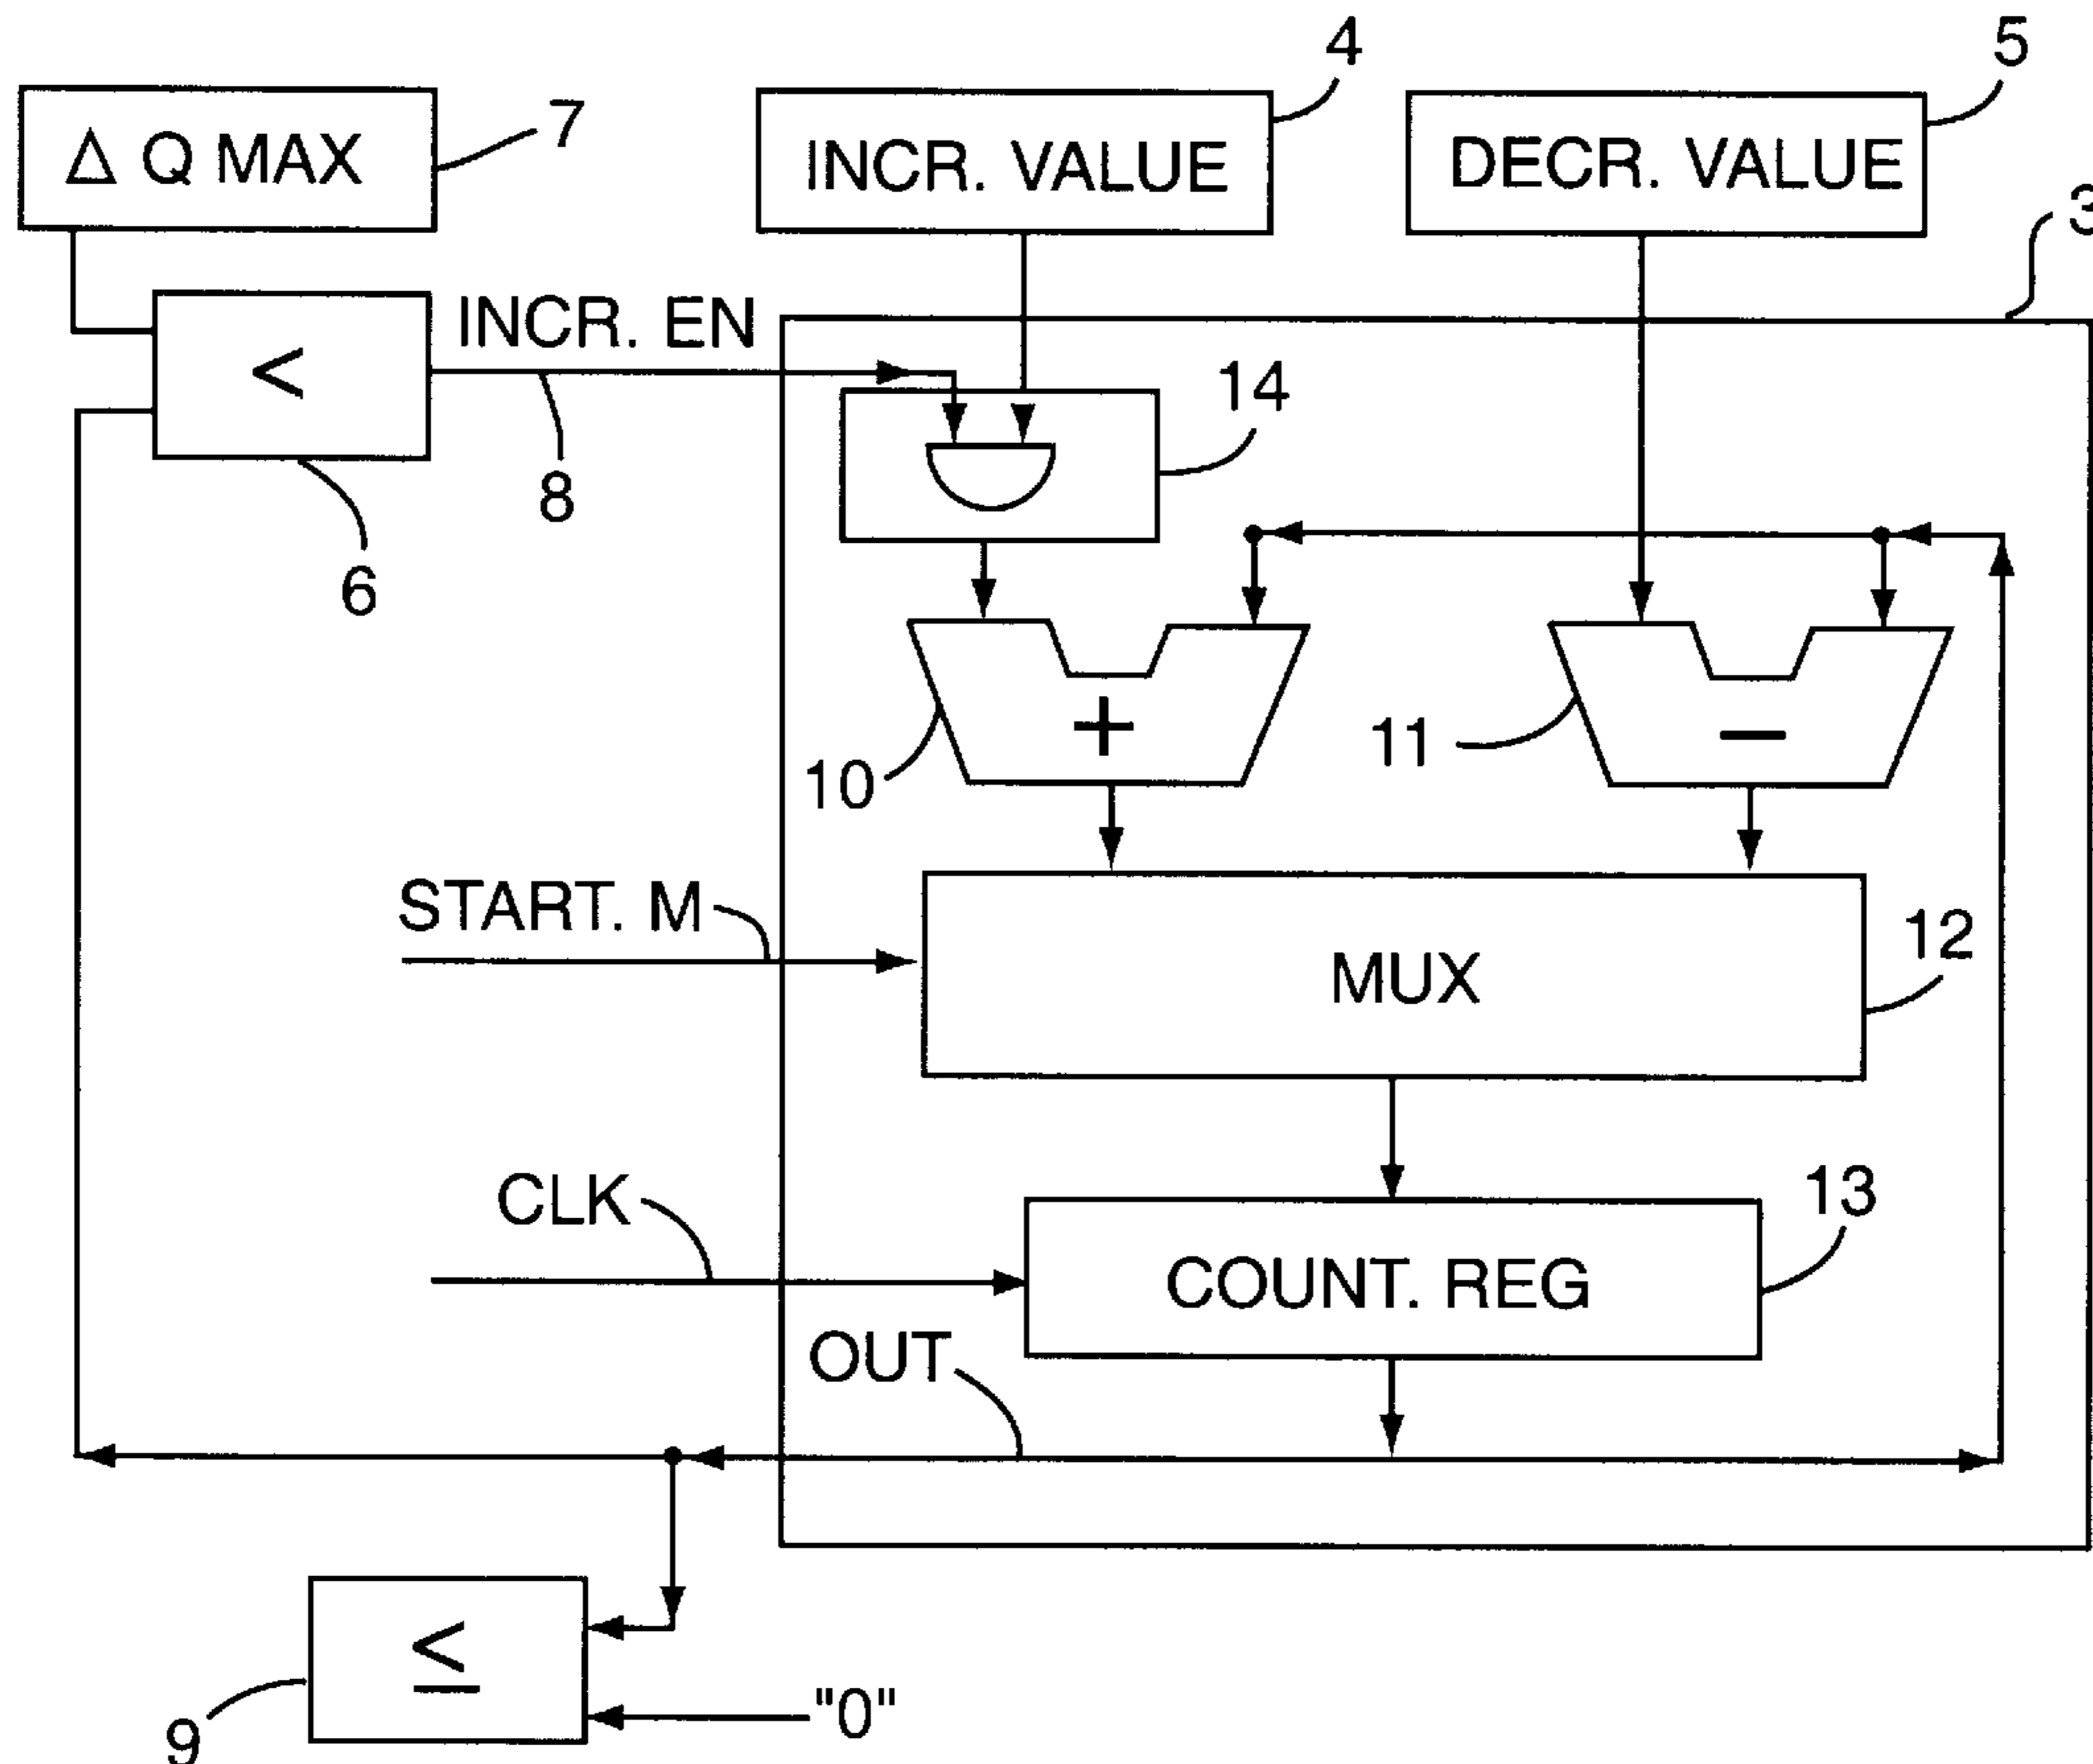 4
5
Δ Q MAX
7
INCR. VALUE
DECR. VALUE
3
<
INCR. EN
14
8
6
+
−
10
11
START. M
MUX
12
CLK
COUNT. REG
13
OUT
≤
"0"
9